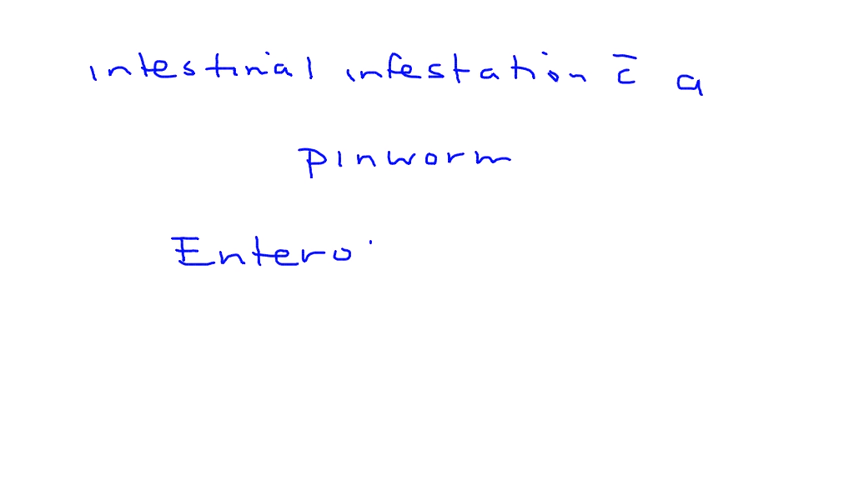 intestinal infestation c̄ a
pinworm
Entero